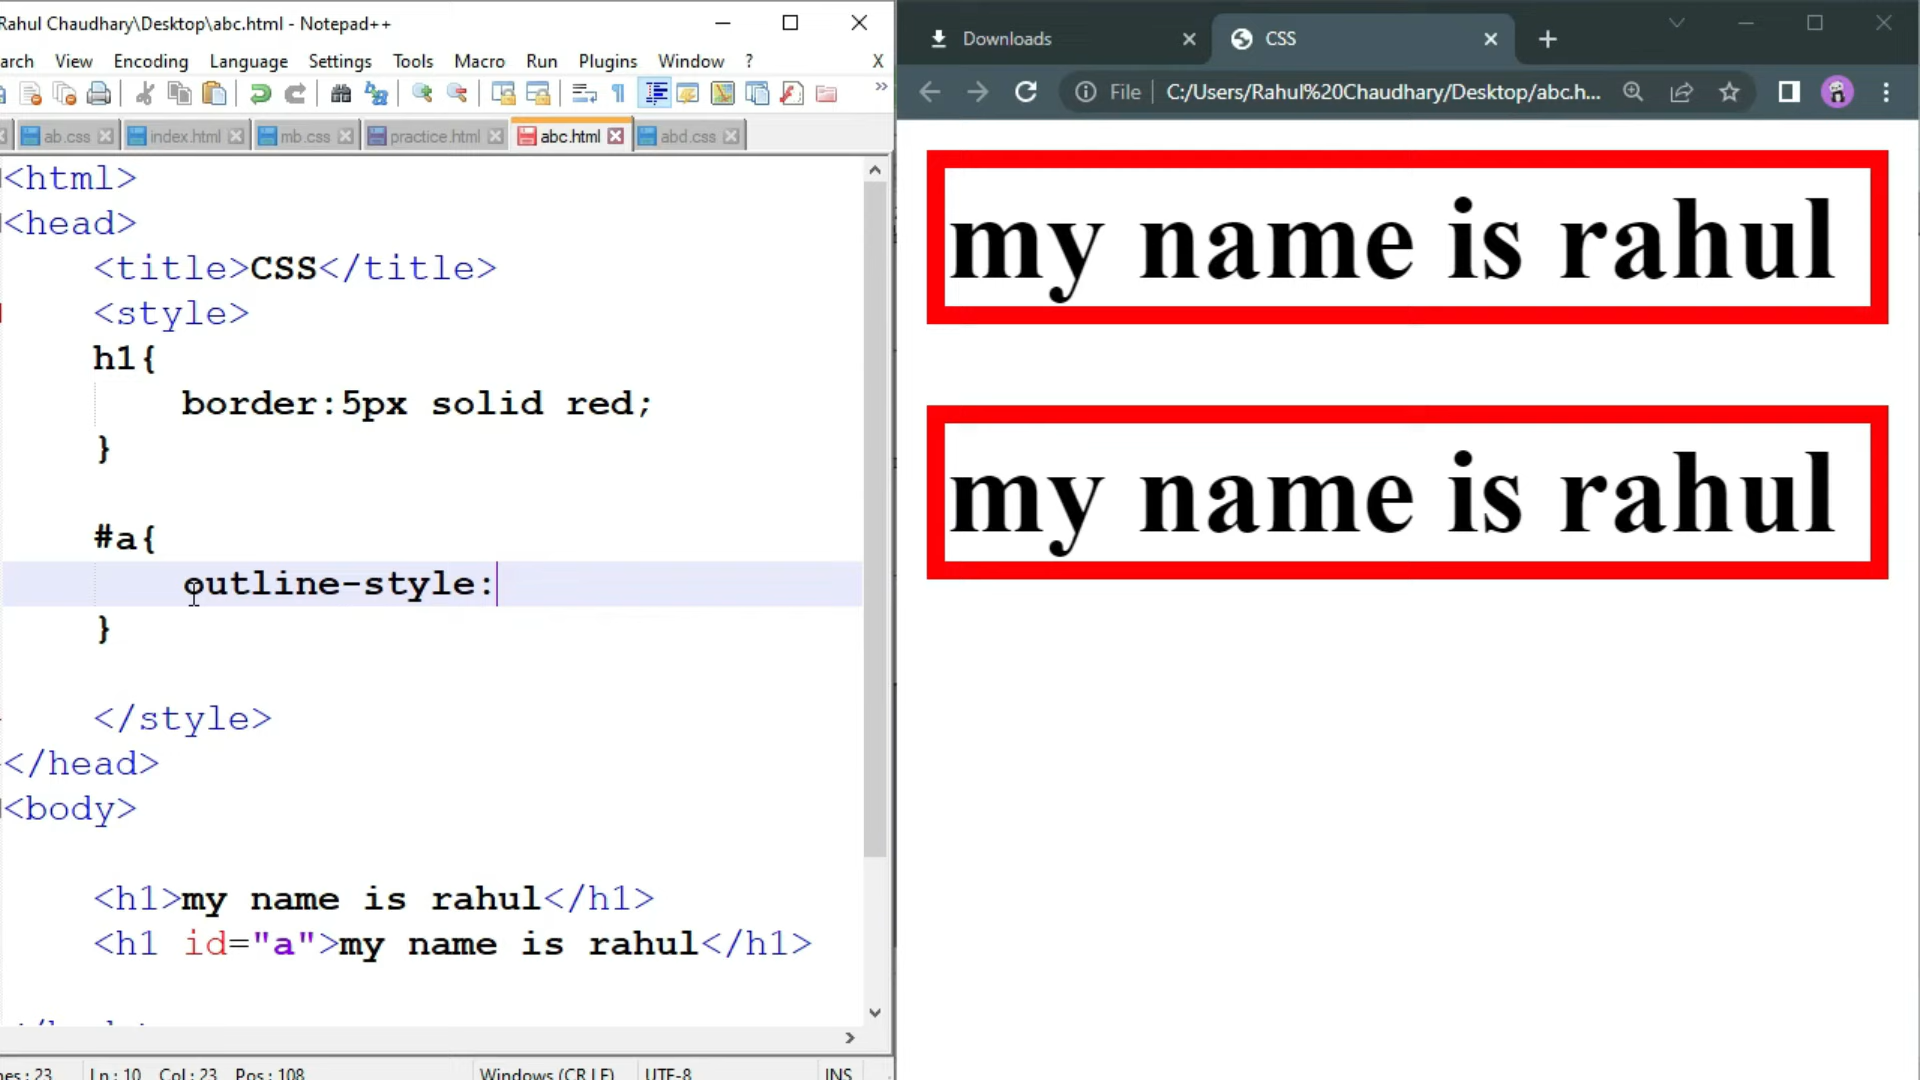 Rahul Chaudhary\Desktop\abc.html - Notepad++
arch View Encoding Language Settings Tools Macro Run Plugins Window ? X
ab.css index.html mb.css practice.html abc.html abd.css
<html>
<head>
<title>CSS</title>
<style>
h1{
border:5px solid red;
}
#a{
outline-style:
}
</style>
</head>
<body>
<h1>my name is rahul</h1>
<h1 id="a">my name is rahul</h1>
nes: 23 Ln: 10 Col: 23 Pos: 108 Windows (CR LF) UTF-8 INS
Downloads CSS
File C:/Users/Rahul%20Chaudhary/Desktop/abc.h...
my name is rahul
my name is rahul